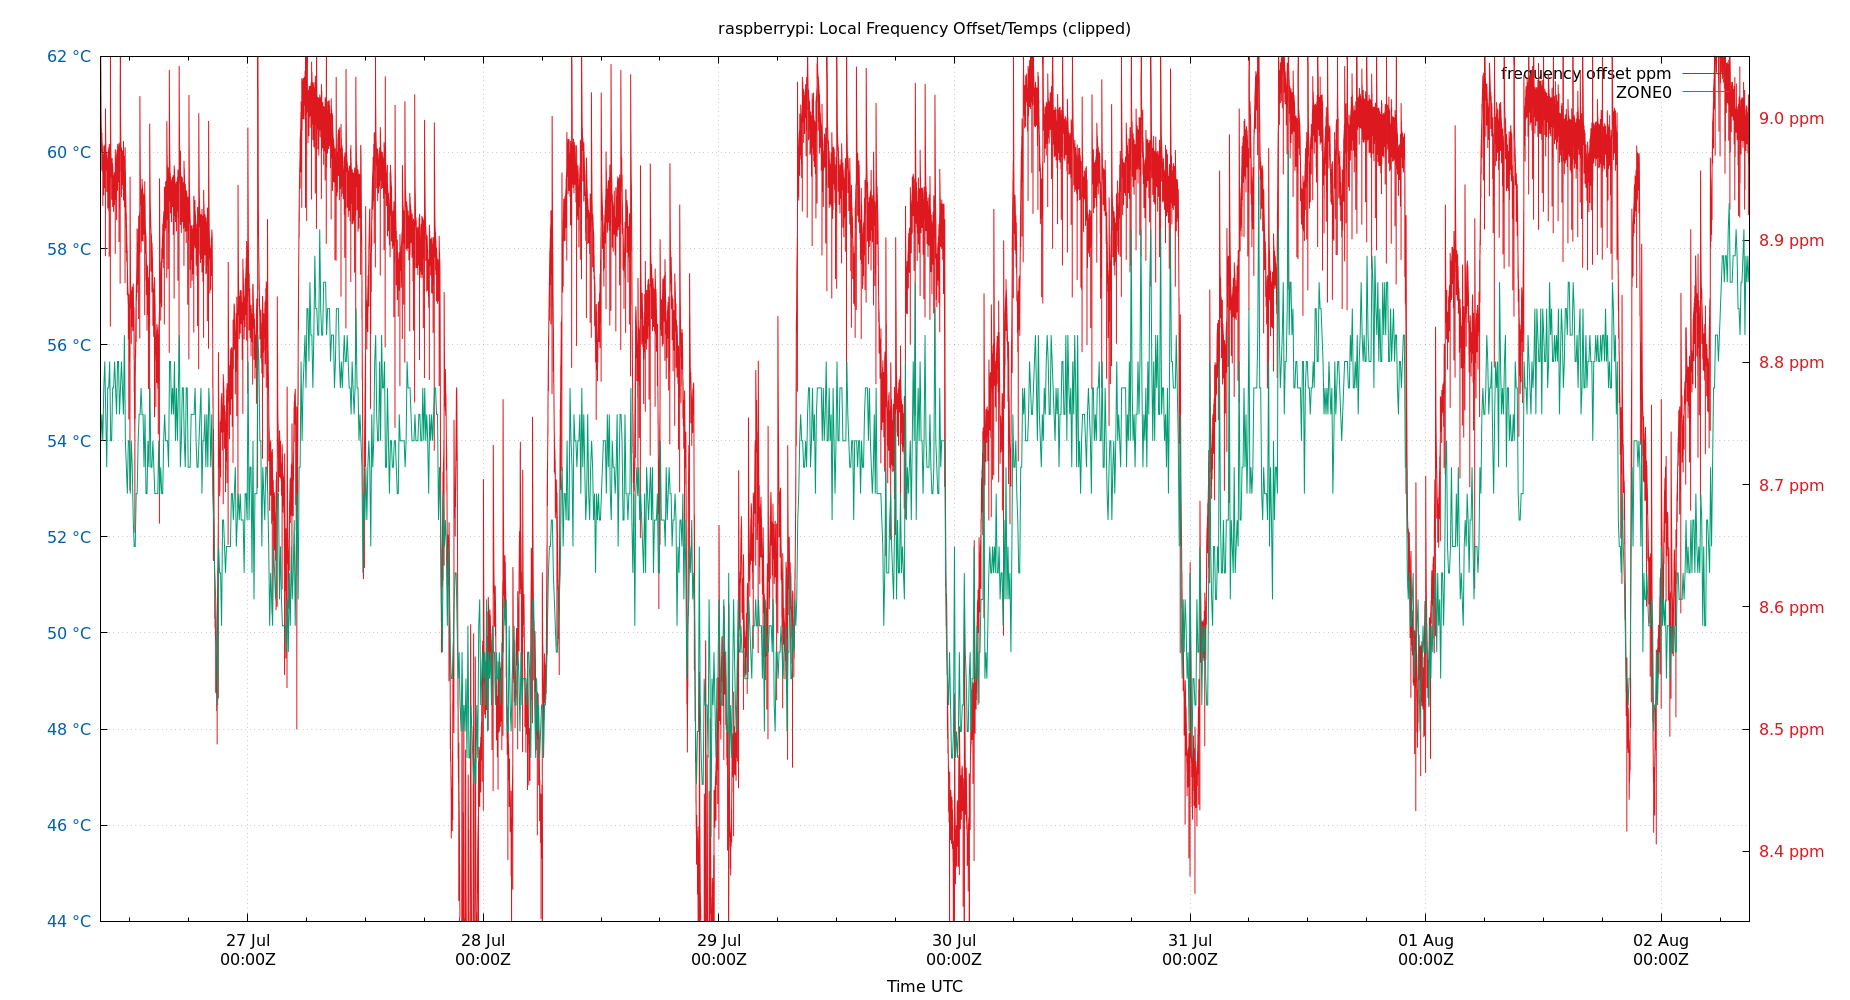 raspberrypi: Local Frequency Offset/Temps (clipped)
62 °C
60 °C
58 °C
56 °C
54 °C
52 °C
50 °C
48 °C
46 °C
44 °C
frequency offset ppm
ZONE0
9.0 ppm
8.9 ppm
8.8 ppm
8.7 ppm
8.6 ppm
8.5 ppm
8.4 ppm
27 Jul
00:00Z
28 Jul
00:00Z
29 Jul
00:00Z
30 Jul
00:00Z
31 Jul
00:00Z
01 Aug
00:00Z
02 Aug
00:00Z
Time UTC